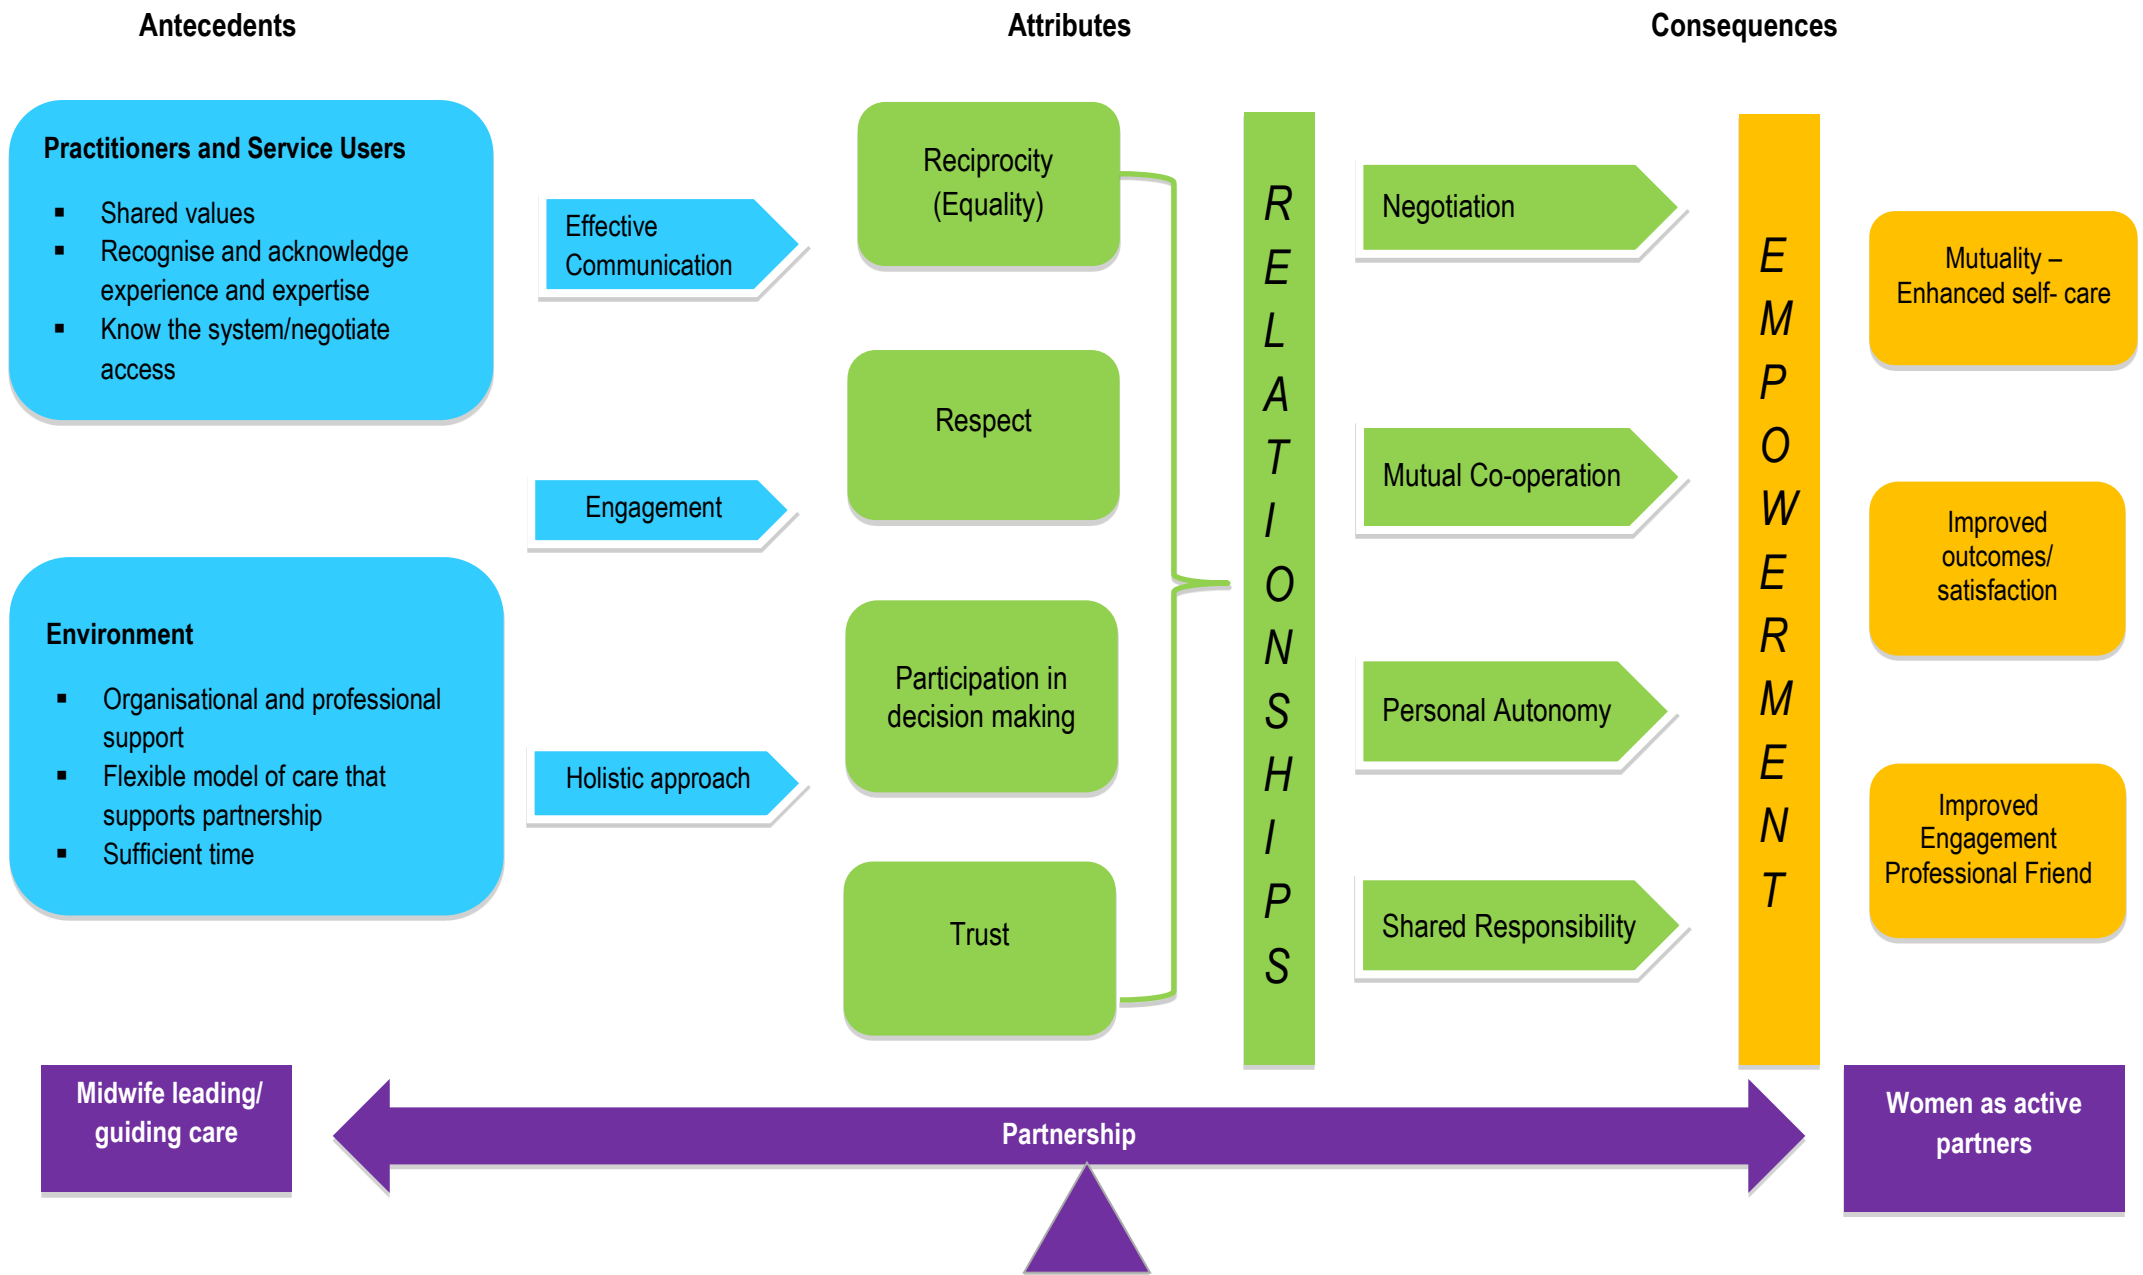 Antecedents
Attributes
Consequences
Practitioners and Service Users
▪ Shared values
▪ Recognise and acknowledge
experience and expertise
▪ Know the system/negotiate
access
Environment
▪ Organisational and professional
support
▪ Flexible model of care that
supports partnership
▪ Sufficient time
Effective
Communication
Engagement
Holistic approach
Reciprocity
(Equality)
Respect
Participation in
decision making
Trust
RELATIONSHIPS
Negotiation
Mutual Co-operation
Personal Autonomy
Shared Responsibility
EMPOWERMENT
Mutuality –
Enhanced self- care
Improved
outcomes/
satisfaction
Improved
Engagement
Professional Friend
Midwife leading/
guiding care
Partnership
Women as active
partners